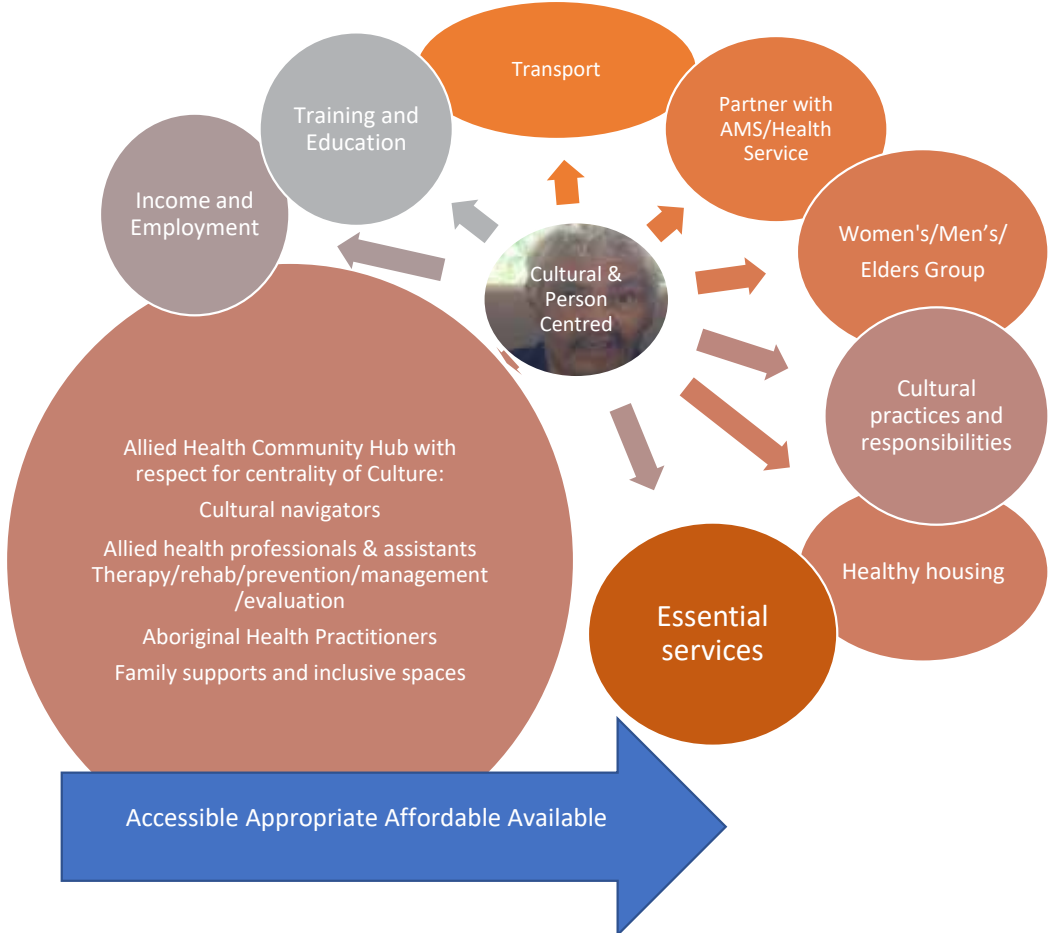 Transport
Training and
Education
Partner with
AMS/Health
Service
Income and
Employment
Women's/Men’s/
Elders Group
Cultural &
Person
Centred
Cultural
practices and
responsibilities
Allied Health Community Hub with
respect for centrality of Culture:
Cultural navigators
Allied health professionals & assistants
Therapy/rehab/prevention/management
/evaluation
Aboriginal Health Practitioners
Family supports and inclusive spaces
Healthy housing
Essential
services
Accessible Appropriate Affordable Available